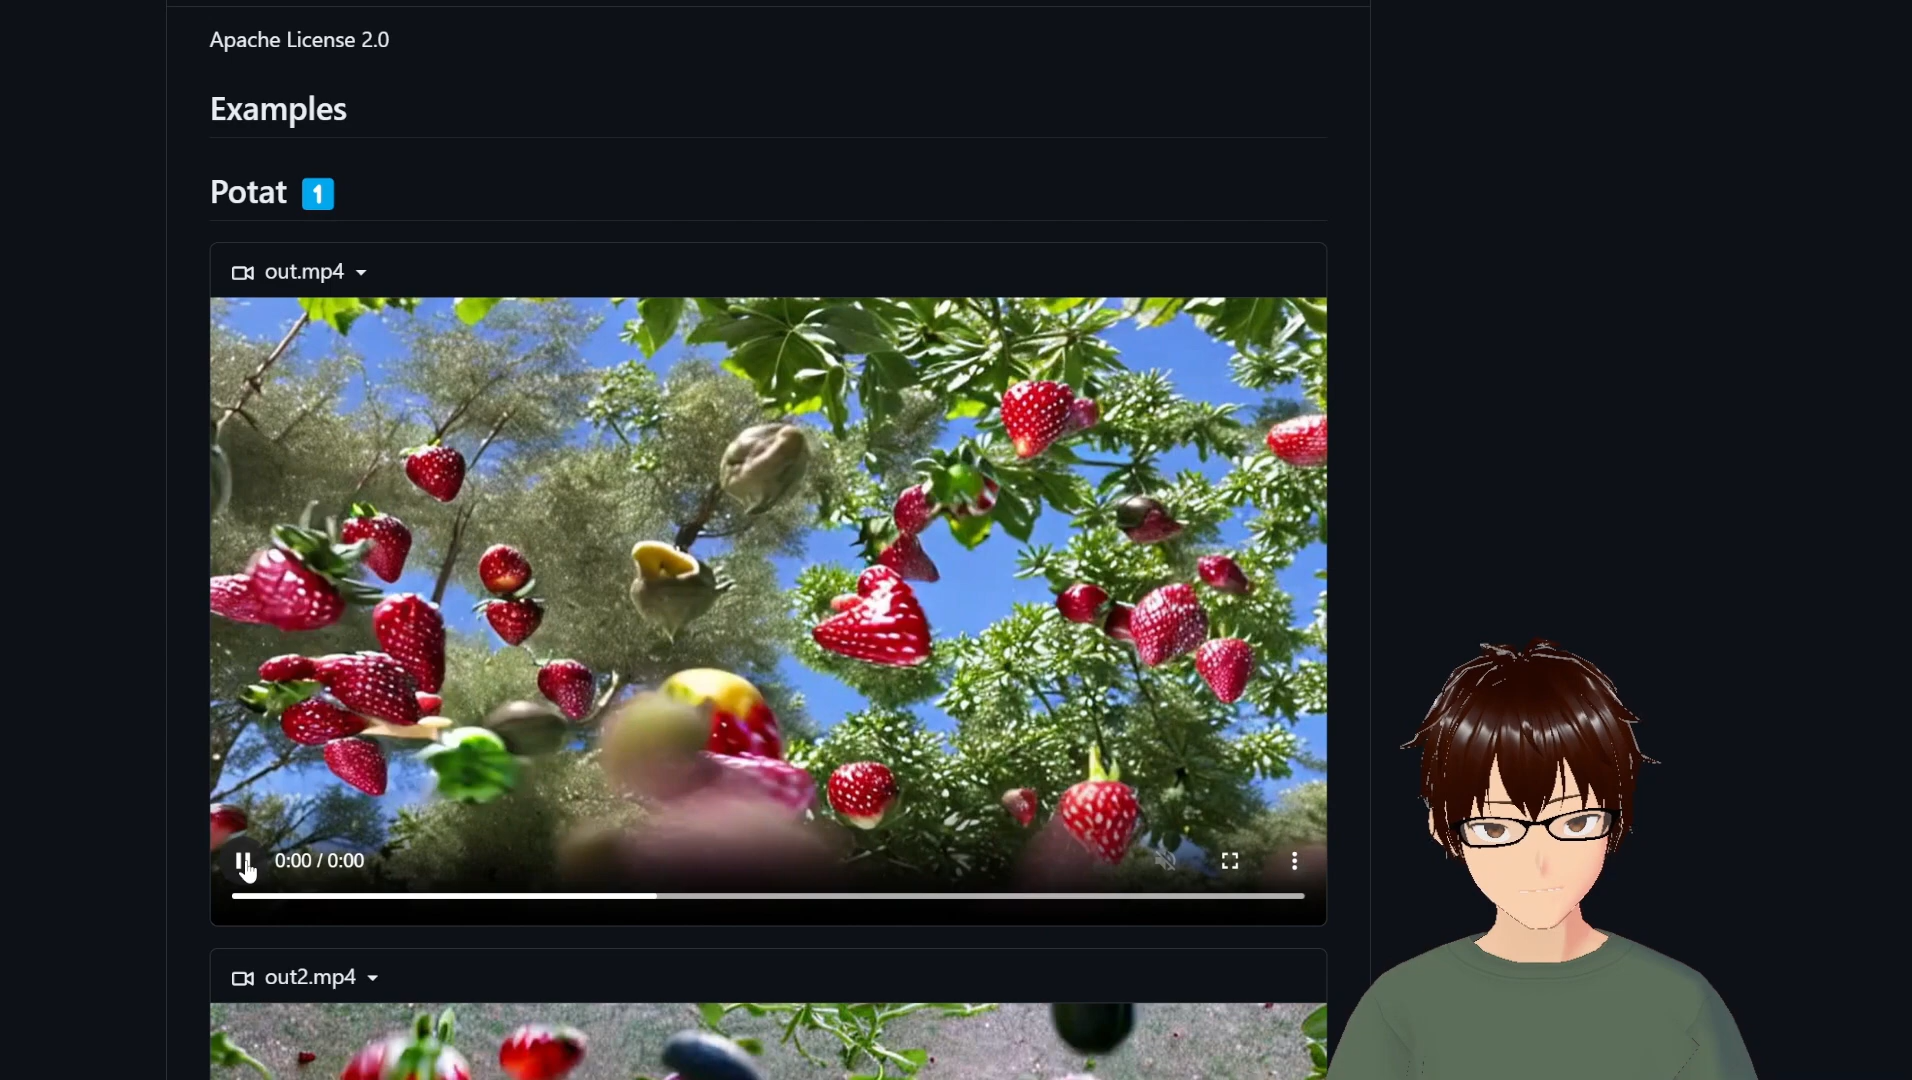 Apache License 2.0
Examples
Potat 1
out.mp4
0:00 / 0:00
out2.mp4